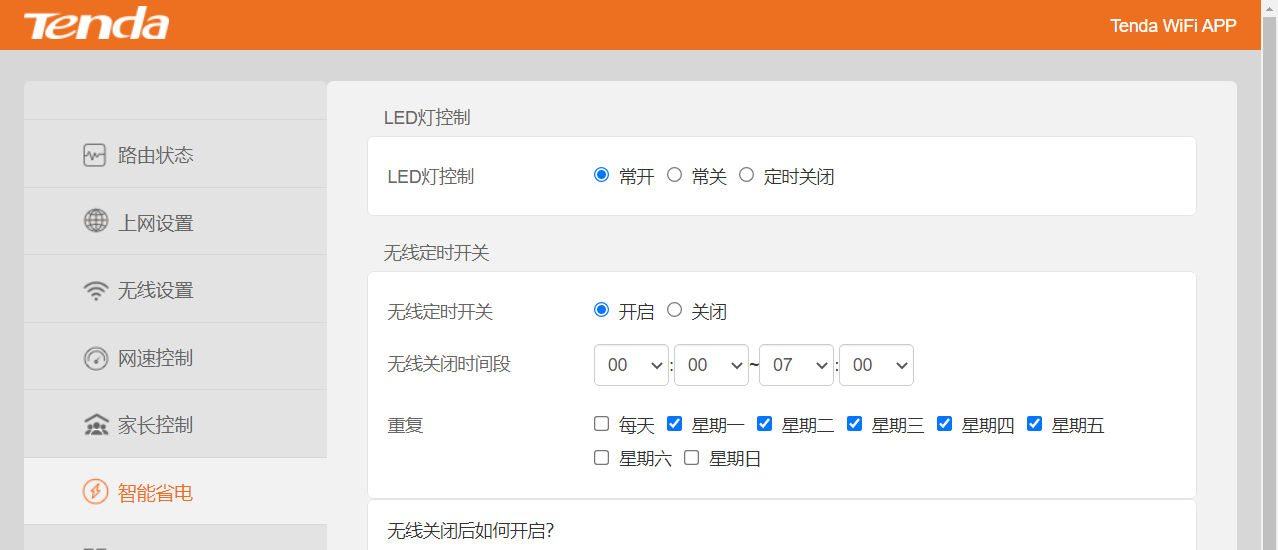 Tenda
Tenda WiFi APP
路由状态
上网设置
无线设置
网速控制
家长控制
智能省电
LED灯控制
LED灯控制 常开 常关 定时关闭
无线定时开关
无线定时开关 开启 关闭
无线关闭时间段 00 : 00 ~ 07 : 00
重复 每天 星期一 星期二 星期三 星期四 星期五
星期六 星期日
无线关闭后如何开启?